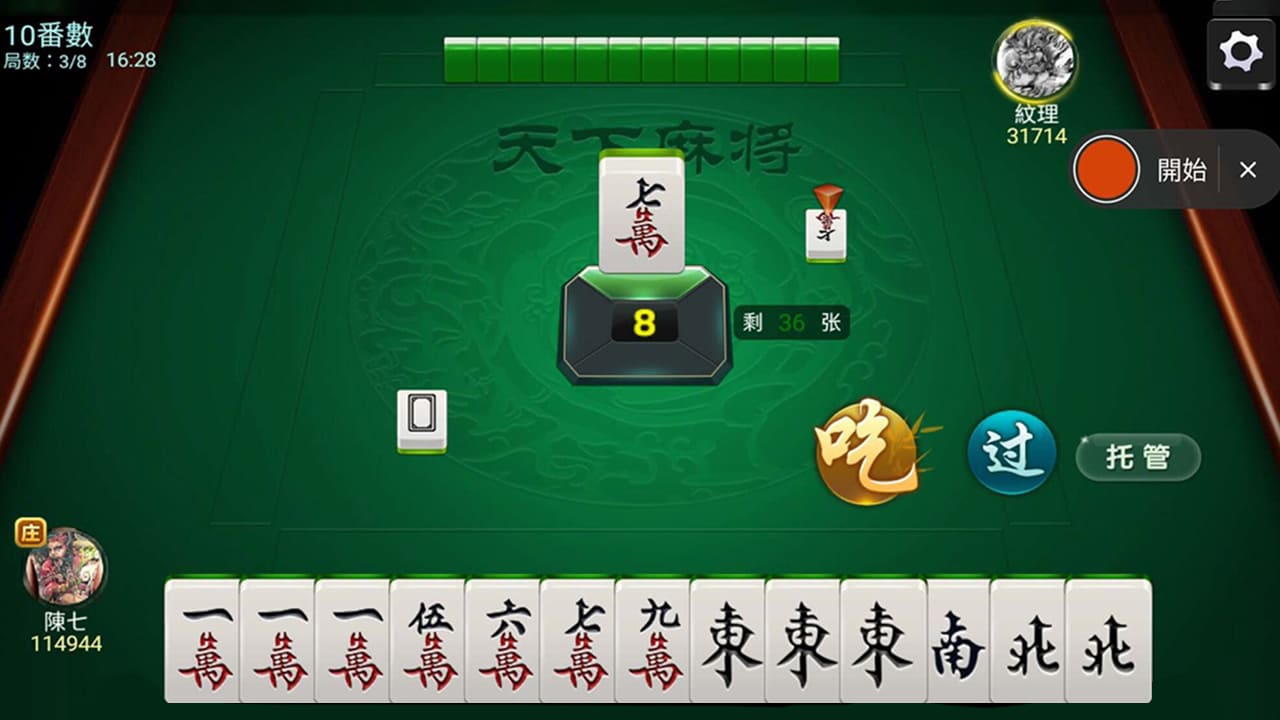 10番數
局数：3/8 16:28
紋理
31714
開始 ×
天下麻将
七萬
七萬
8
剩 36 张
吃 过 托管
庄
陳七
114944
一萬 一萬 一萬 伍萬 六萬 七萬 九萬 東 東 東 南 北 北